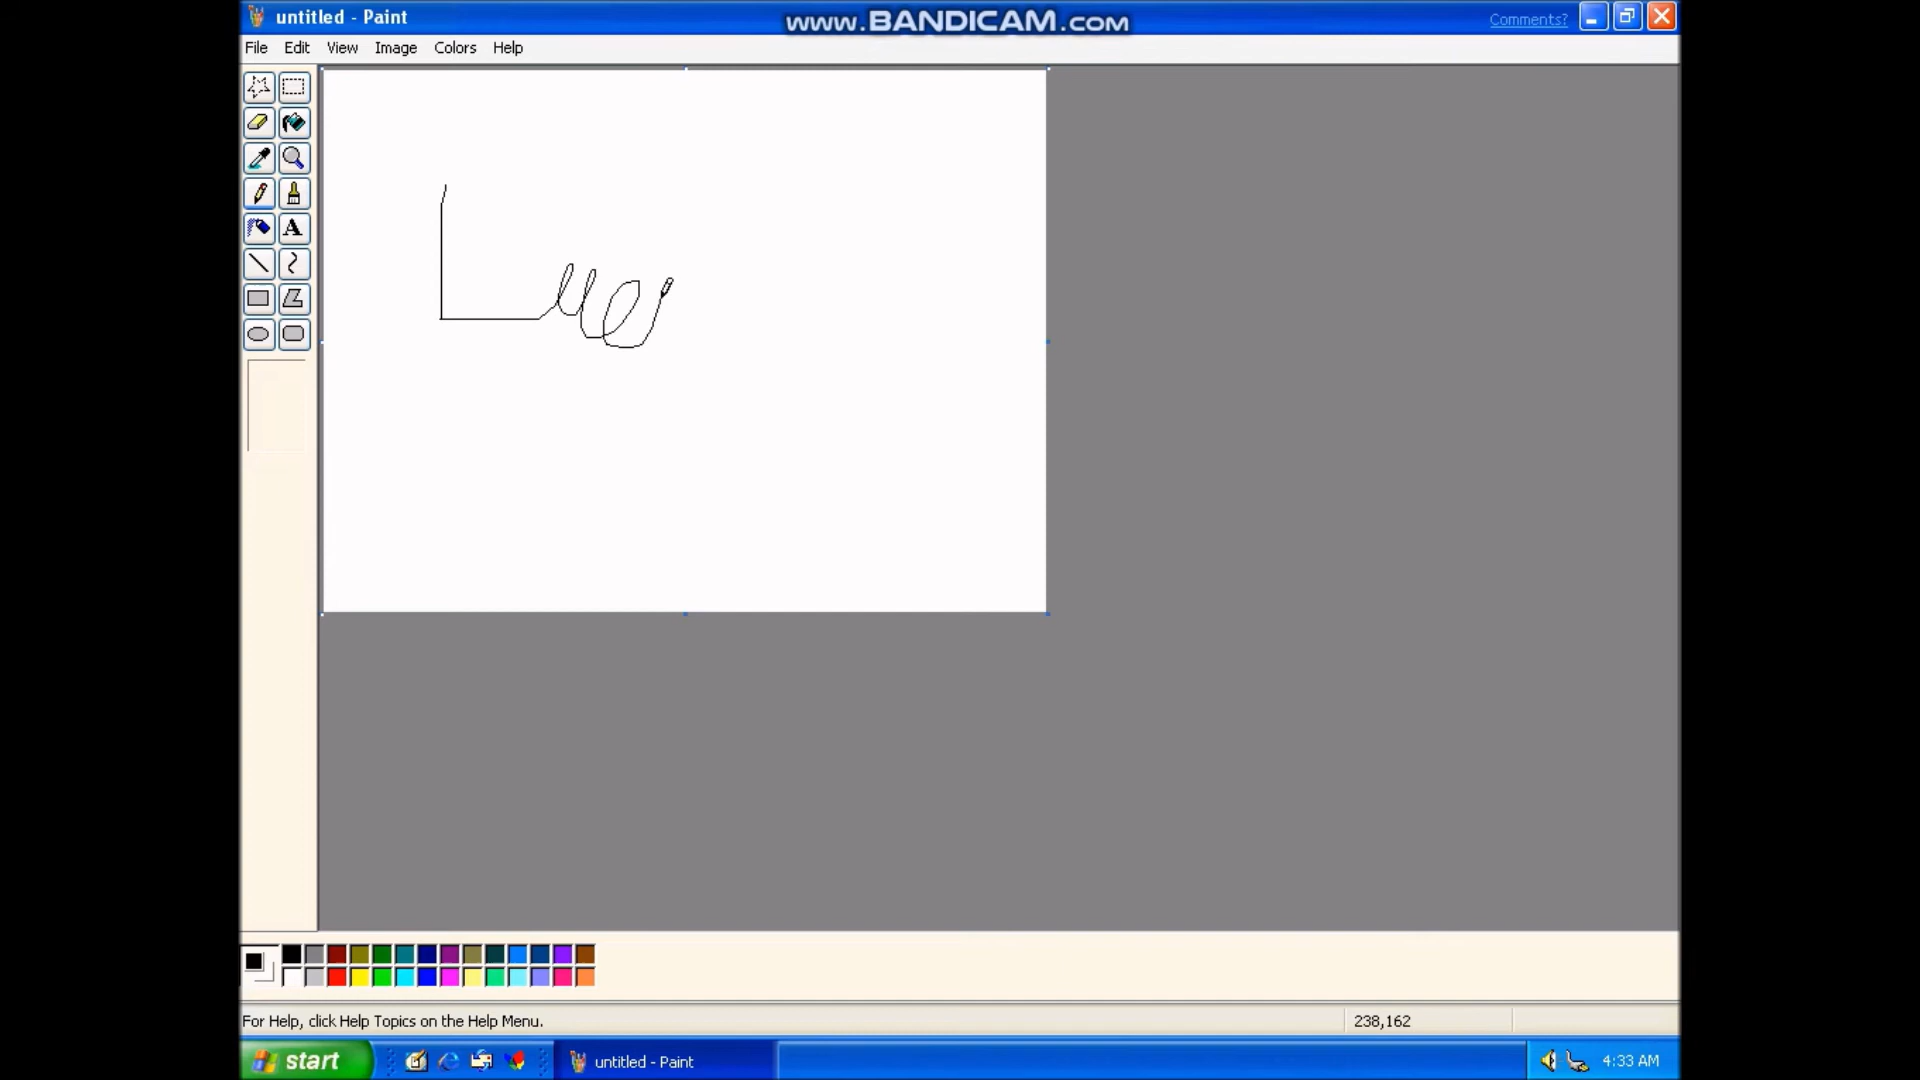 untitled - Paint
www.BANDICAM.com
Comments?
File Edit View Image Colors Help
A
For Help, click Help Topics on the Help Menu.
238,162
start
untitled - Paint
4:33 AM